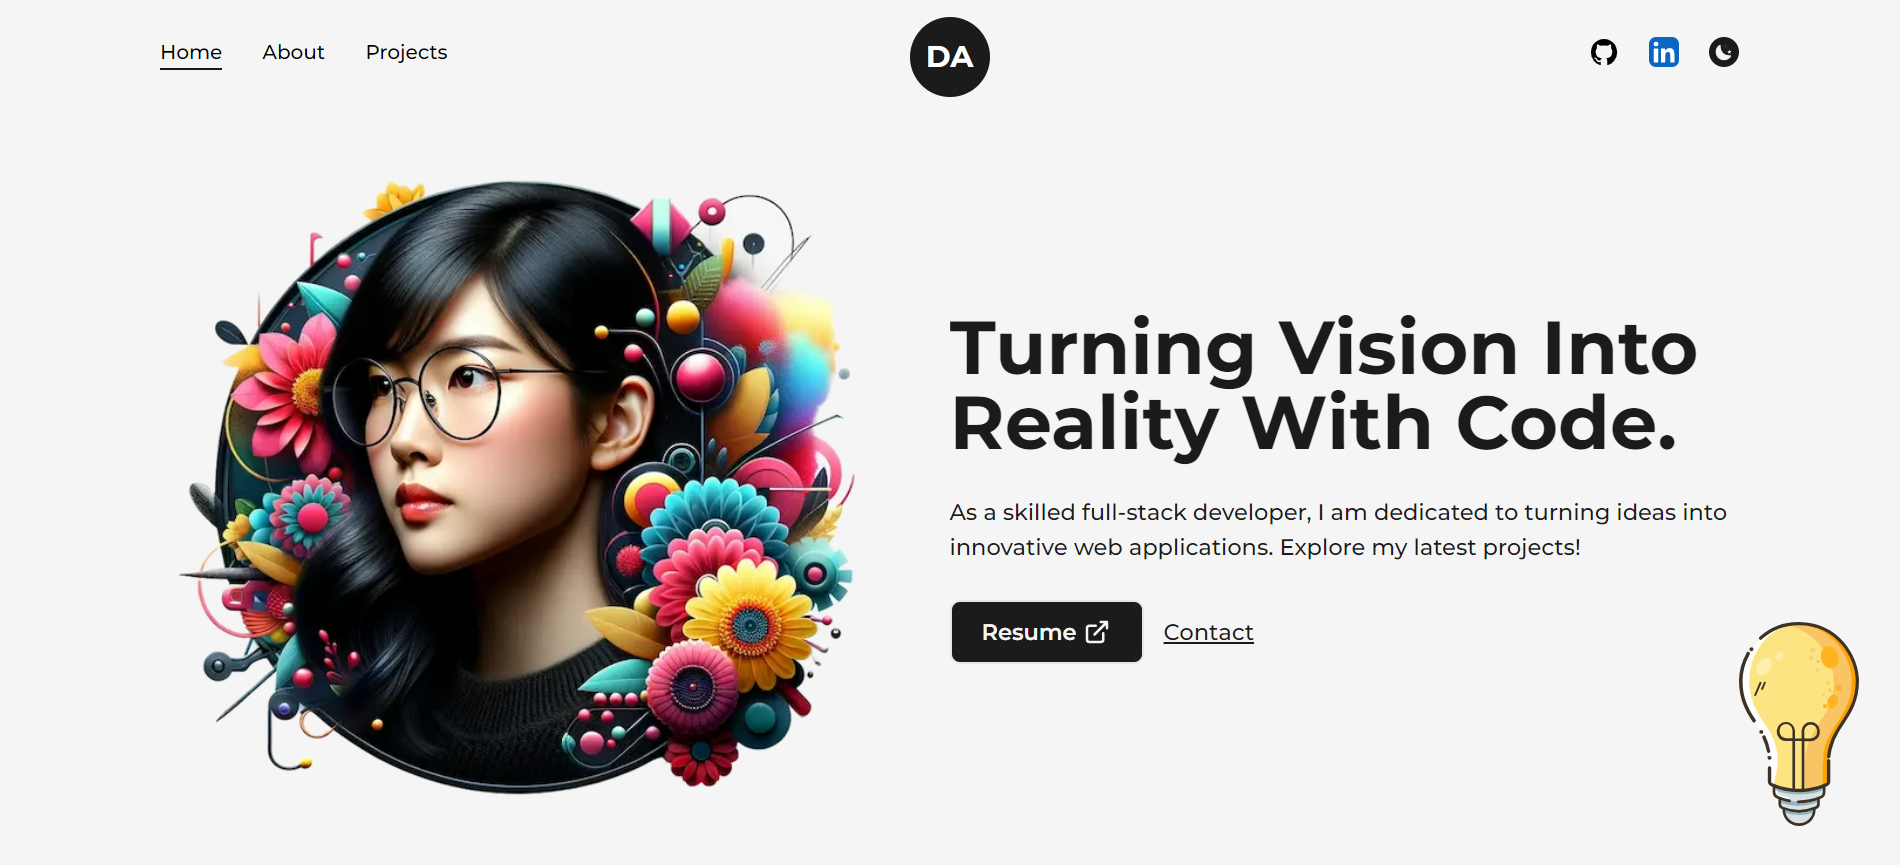 Home About Projects
DA
in
Turning Vision Into
Reality With Code.
As a skilled full-stack developer, I am dedicated to turning ideas into
innovative web applications. Explore my latest projects!
Resume Contact